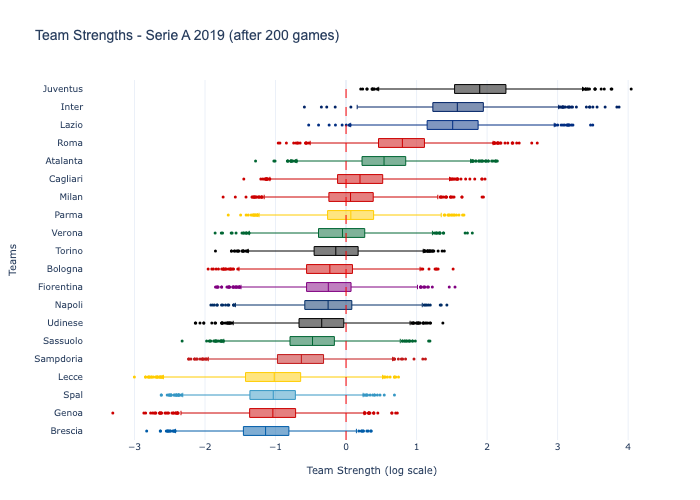 Team Strengths - Serie A 2019 (after 200 games)
Juventus
Inter
Lazio
Roma
Atalanta
Cagliari
Milan
Parma
Verona
Torino
Bologna
Fiorentina
Napoli
Udinese
Sassuolo
Sampdoria
Lecce
Spal
Genoa
Brescia
Teams
−3 −2 −1 0 1 2 3 4
Team Strength (log scale)